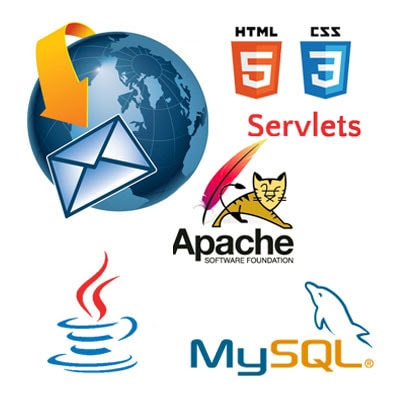 HTML CSS
5 3
Servlets
Apache
SOFTWARE FOUNDATION
MySQL®